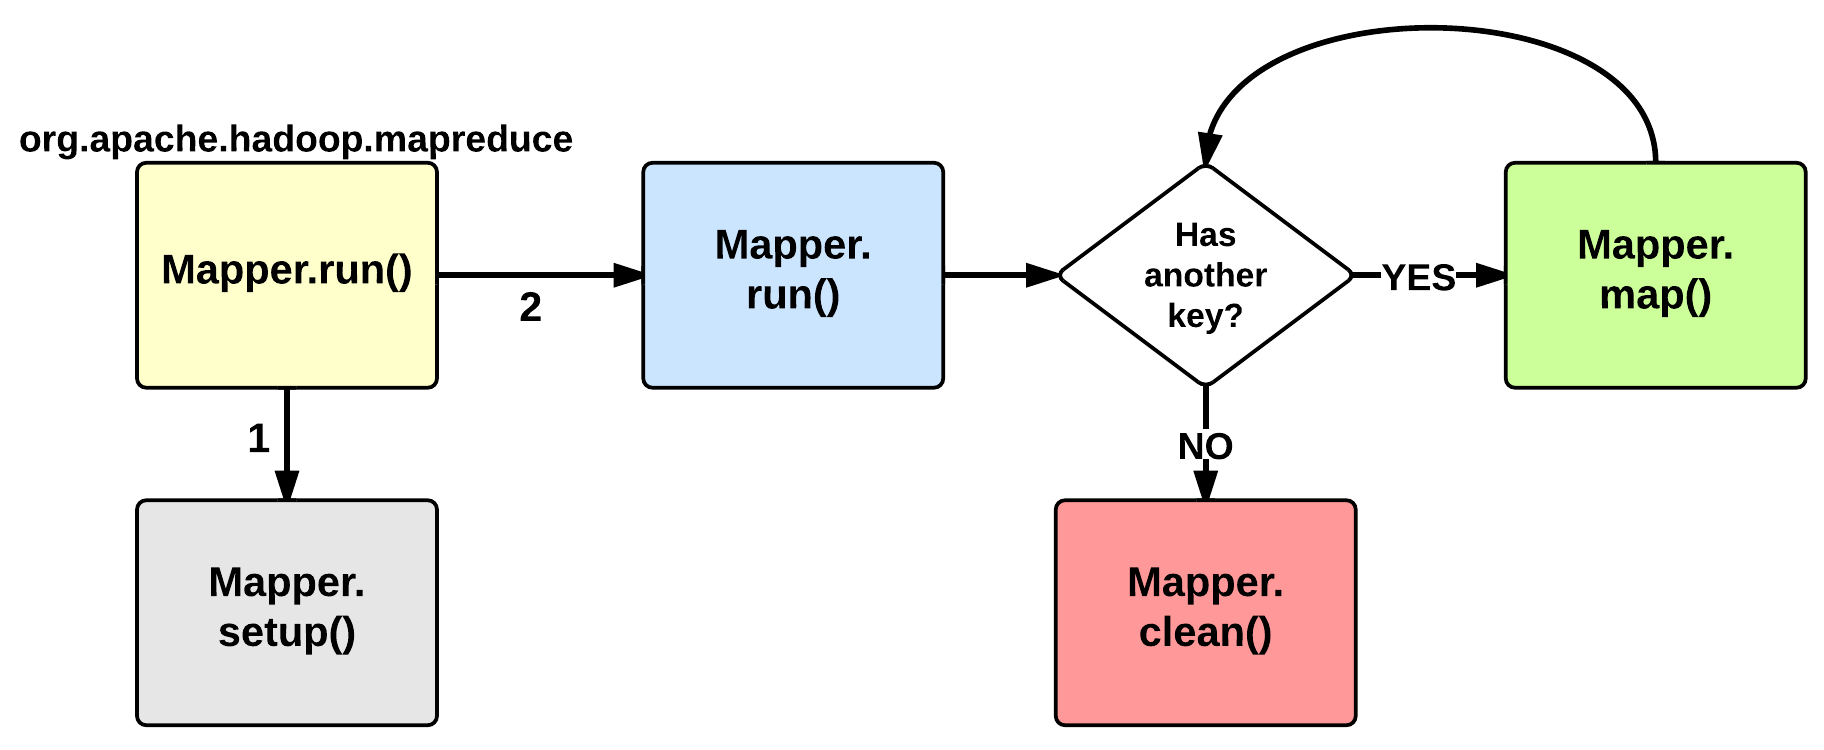 org.apache.hadoop.mapreduce
Mapper.run()
2
Mapper.
run()
Has
another
key?
YES
Mapper.
map()
1
NO
Mapper.
setup()
Mapper.
clean()